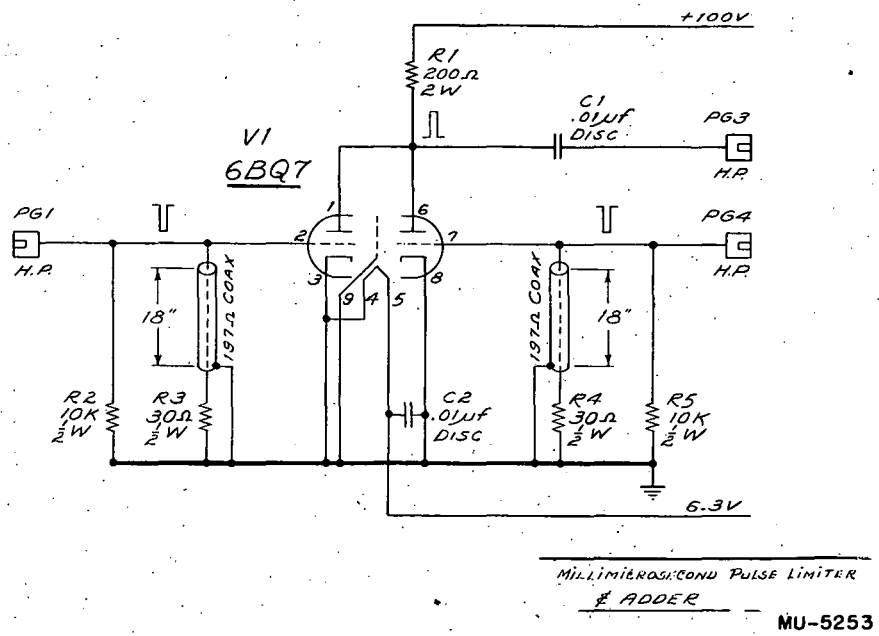 +100V
R1
200Ω
2W
C1
.01µf
DISC
PG3
H.P.
V1
6BQ7
1
6
PG1
H.P.
2
7
PG4
H.P.
3
9
4
5
8
18"
197Ω COAX
197Ω COAX
18"
R2
10K
½W
R3
30Ω
½W
C2
.01µf
DISC
R4
30Ω
½W
R5
10K
½W
6.3V
MILLIMICROSECOND PULSE LIMITER
& ADDER
MU-5253